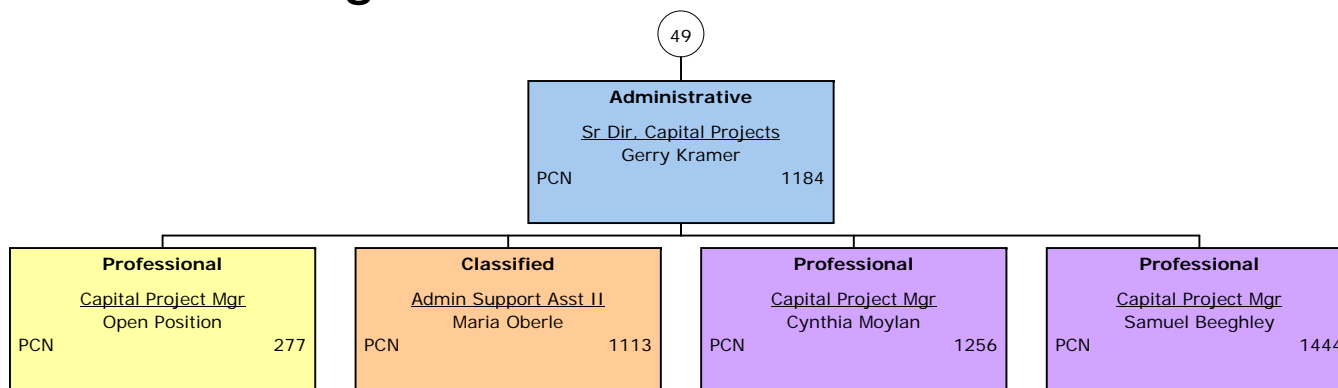 49
Administrative
Sr Dir, Capital Projects
Gerry Kramer
PCN 1184
Professional
Capital Project Mgr
Open Position
PCN 277
Classified
Admin Support Asst II
Maria Oberle
PCN 1113
Professional
Capital Project Mgr
Cynthia Moylan
PCN 1256
Professional
Capital Project Mgr
Samuel Beeghley
PCN 1444